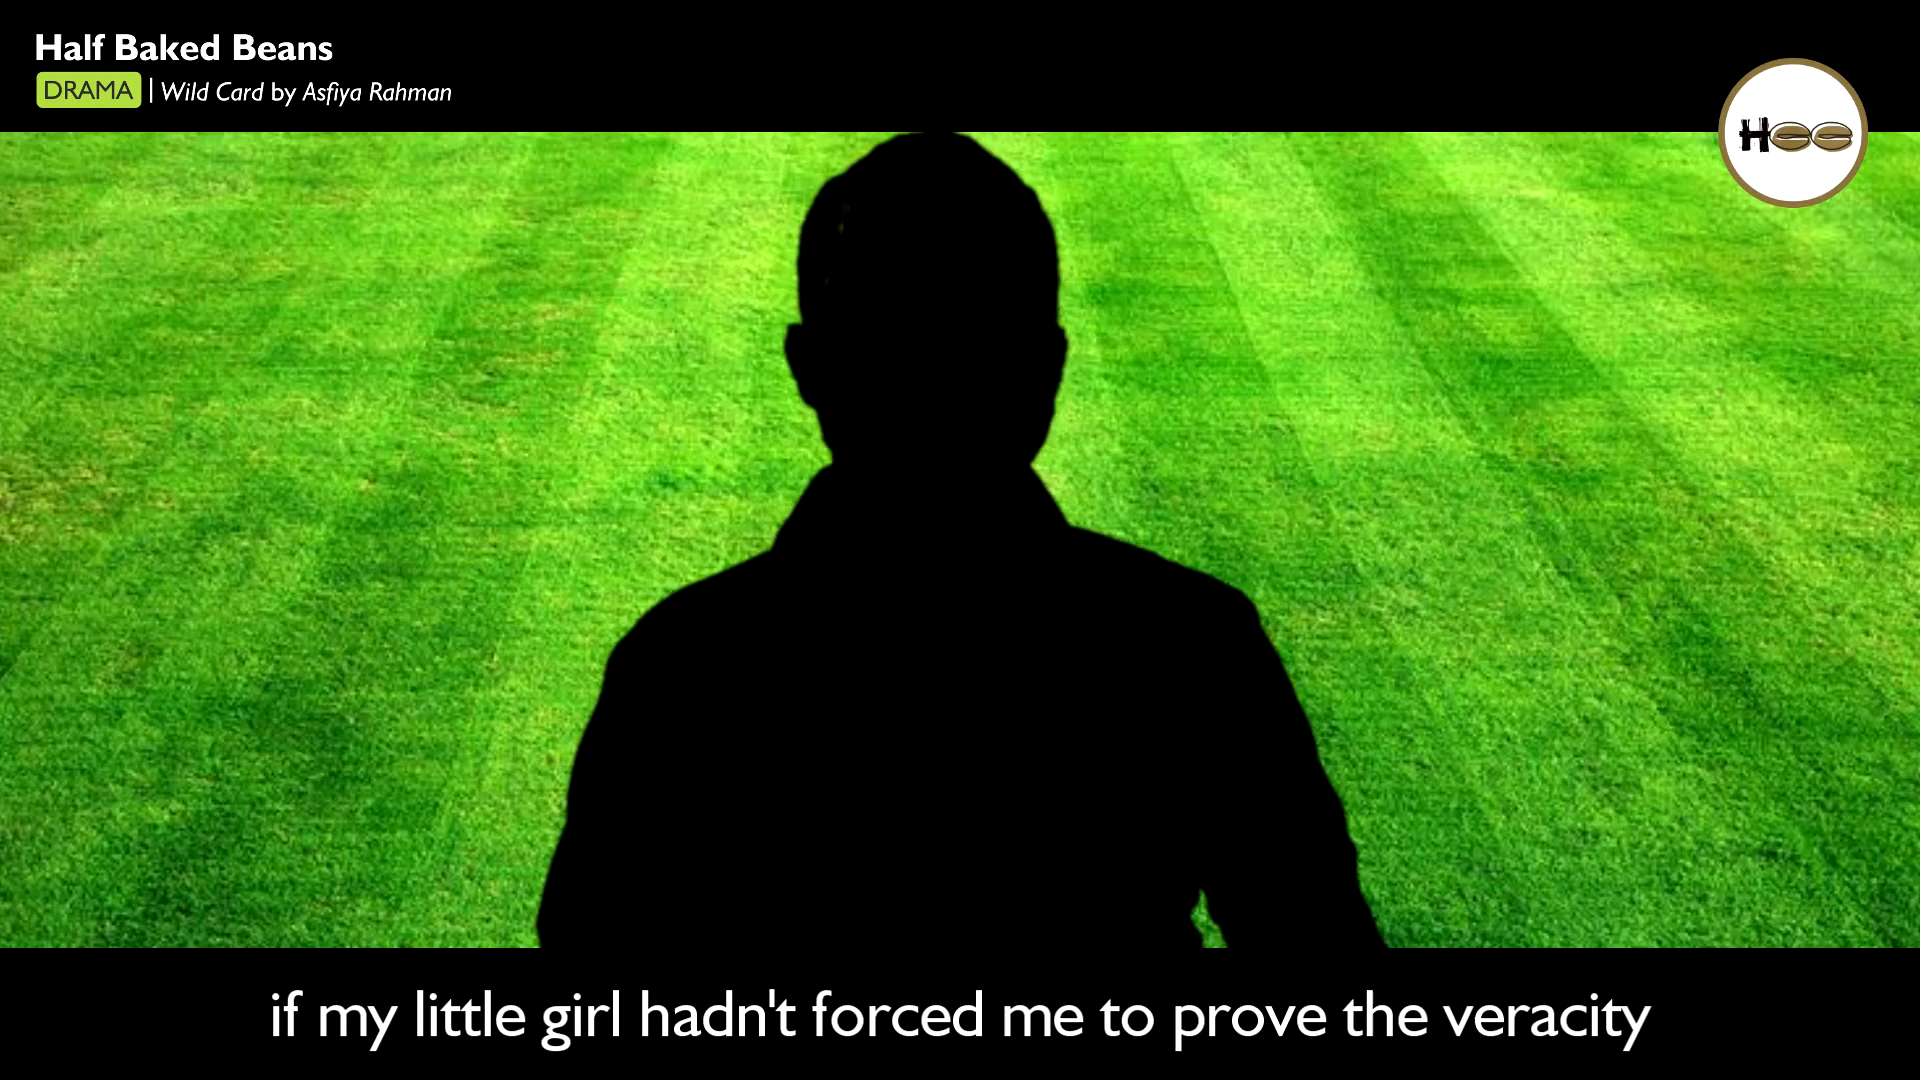 Half Baked Beans
DRAMA | Wild Card by Asfiya Rahman
H
if my little girl hadn't forced me to prove the veracity